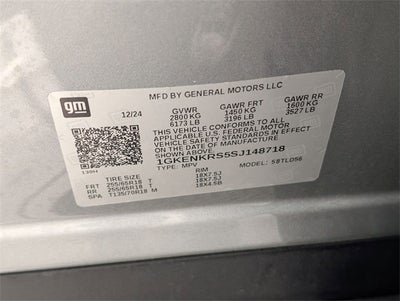 gm
MFD BY GENERAL MOTORS LLC
12/24 GVWR GAWR FRT GAWR RR
2800 KG 1450 KG 1600 KG
6173 LB 3196 LB 3527 LB
THIS VEHICLE CONFORMS TO ALL
APPLICABLE U.S. FEDERAL MOTOR
VEHICLE SAFETY STANDARDS IN EFFECT
ON THE DATE OF MANUFACTURE
1GKENKRS5SJ148718
TYPE: MPV MODEL:
TIRE SIZE RIM
FRT 255/65R18 T 18X7.5J
RR 255/65R18 T 18X7.5J
SPA T135/70R18 M 18X4.5B